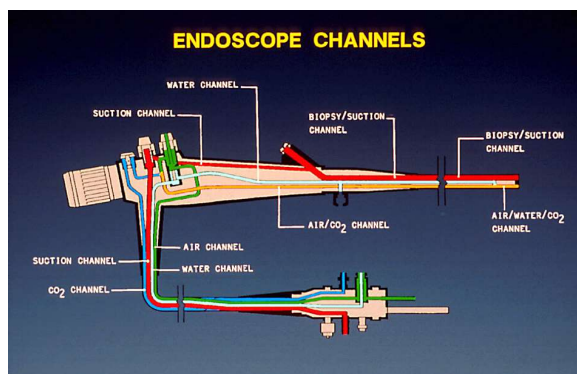 ENDOSCOPE CHANNELS
WATER CHANNEL
SUCTION CHANNEL
BIOPSY/SUCTION
CHANNEL
BIOPSY/SUCTION
CHANNEL
AIR/CO₂ CHANNEL
AIR/WATER/CO₂
CHANNEL
AIR CHANNEL
SUCTION CHANNEL
WATER CHANNEL
CO₂ CHANNEL